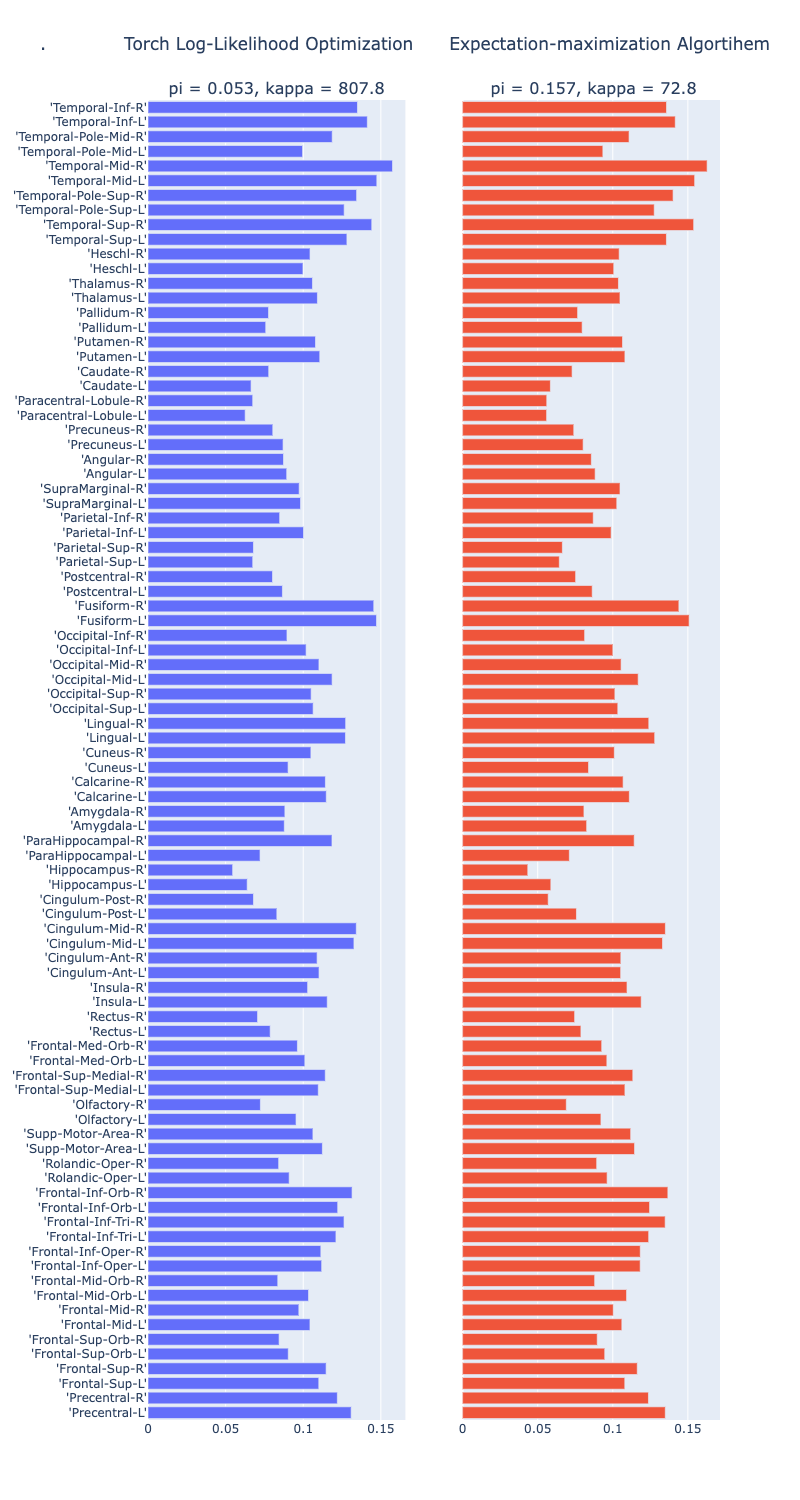 . Torch Log-Likelihood Optimization Expectation-maximization Algortihem
pi = 0.053, kappa = 807.8 pi = 0.157, kappa = 72.8
'Temporal-Inf-R'
'Temporal-Inf-L'
'Temporal-Pole-Mid-R'
'Temporal-Pole-Mid-L'
'Temporal-Mid-R'
'Temporal-Mid-L'
'Temporal-Pole-Sup-R'
'Temporal-Pole-Sup-L'
'Temporal-Sup-R'
'Temporal-Sup-L'
'Heschl-R'
'Heschl-L'
'Thalamus-R'
'Thalamus-L'
'Pallidum-R'
'Pallidum-L'
'Putamen-R'
'Putamen-L'
'Caudate-R'
'Caudate-L'
'Paracentral-Lobule-R'
'Paracentral-Lobule-L'
'Precuneus-R'
'Precuneus-L'
'Angular-R'
'Angular-L'
'SupraMarginal-R'
'SupraMarginal-L'
'Parietal-Inf-R'
'Parietal-Inf-L'
'Parietal-Sup-R'
'Parietal-Sup-L'
'Postcentral-R'
'Postcentral-L'
'Fusiform-R'
'Fusiform-L'
'Occipital-Inf-R'
'Occipital-Inf-L'
'Occipital-Mid-R'
'Occipital-Mid-L'
'Occipital-Sup-R'
'Occipital-Sup-L'
'Lingual-R'
'Lingual-L'
'Cuneus-R'
'Cuneus-L'
'Calcarine-R'
'Calcarine-L'
'Amygdala-R'
'Amygdala-L'
'ParaHippocampal-R'
'ParaHippocampal-L'
'Hippocampus-R'
'Hippocampus-L'
'Cingulum-Post-R'
'Cingulum-Post-L'
'Cingulum-Mid-R'
'Cingulum-Mid-L'
'Cingulum-Ant-R'
'Cingulum-Ant-L'
'Insula-R'
'Insula-L'
'Rectus-R'
'Rectus-L'
'Frontal-Med-Orb-R'
'Frontal-Med-Orb-L'
'Frontal-Sup-Medial-R'
'Frontal-Sup-Medial-L'
'Olfactory-R'
'Olfactory-L'
'Supp-Motor-Area-R'
'Supp-Motor-Area-L'
'Rolandic-Oper-R'
'Rolandic-Oper-L'
'Frontal-Inf-Orb-R'
'Frontal-Inf-Orb-L'
'Frontal-Inf-Tri-R'
'Frontal-Inf-Tri-L'
'Frontal-Inf-Oper-R'
'Frontal-Inf-Oper-L'
'Frontal-Mid-Orb-R'
'Frontal-Mid-Orb-L'
'Frontal-Mid-R'
'Frontal-Mid-L'
'Frontal-Sup-Orb-R'
'Frontal-Sup-Orb-L'
'Frontal-Sup-R'
'Frontal-Sup-L'
'Precentral-R'
'Precentral-L'
0 0.05 0.1 0.15 0 0.05 0.1 0.15